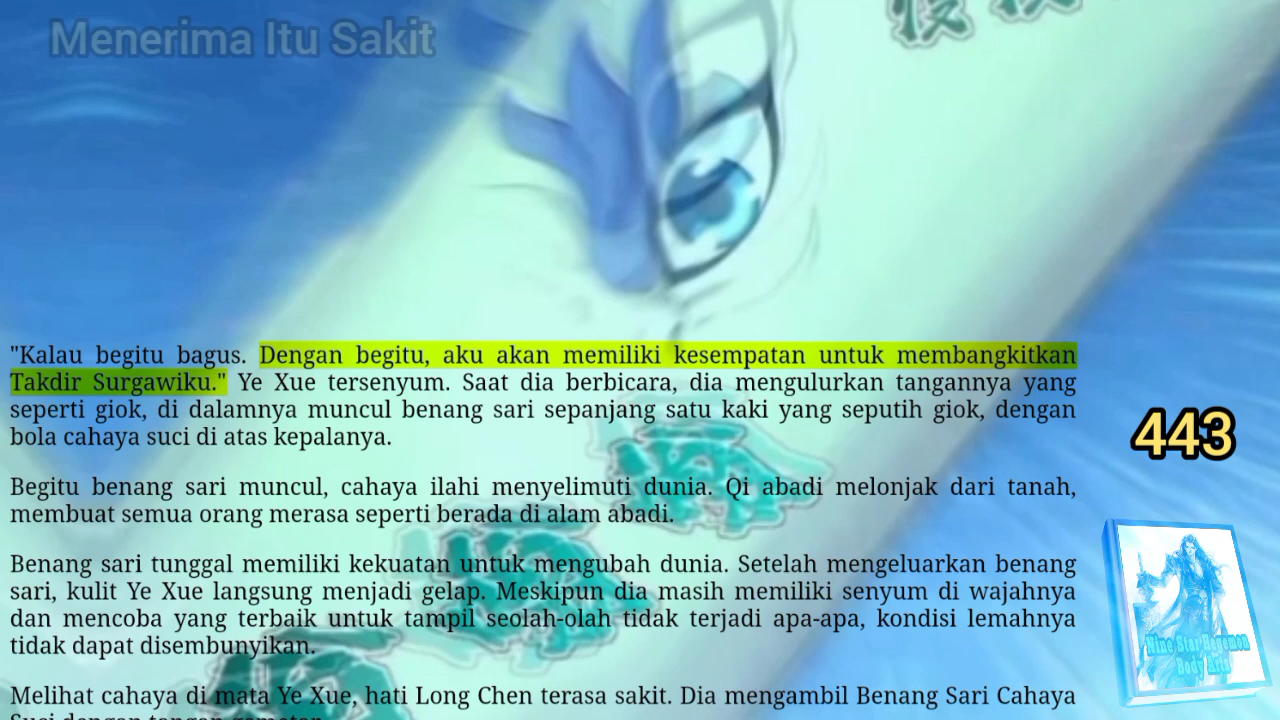 Menerima Itu Sakit
"Kalau begitu bagus. Dengan begitu, aku akan memiliki kesempatan untuk membangkitkan
Takdir Surgawiku." Ye Xue tersenyum. Saat dia berbicara, dia mengulurkan tangannya yang
seperti giok, di dalamnya muncul benang sari sepanjang satu kaki yang seputih giok, dengan
bola cahaya suci di atas kepalanya.
Begitu benang sari muncul, cahaya ilahi menyelimuti dunia. Qi abadi melonjak dari tanah,
membuat semua orang merasa seperti berada di alam abadi.
Benang sari tunggal memiliki kekuatan untuk mengubah dunia. Setelah mengeluarkan benang
sari, kulit Ye Xue langsung menjadi gelap. Meskipun dia masih memiliki senyum di wajahnya
dan mencoba yang terbaik untuk tampil seolah-olah tidak terjadi apa-apa, kondisi lemahnya
tidak dapat disembunyikan.
Melihat cahaya di mata Ye Xue, hati Long Chen terasa sakit. Dia mengambil Benang Sari Cahaya
Suci dengan tangan gemetar.
443
Nine Star Hegemon
Body Arts